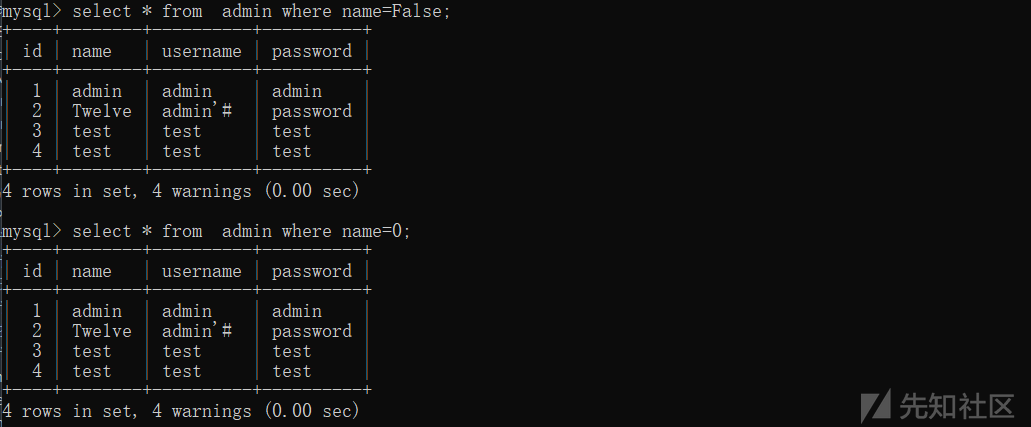 mysql> select * from  admin where name=False;
+----+--------+----------+----------+
| id | name   | username | password |
+----+--------+----------+----------+
|  1 | admin  | admin    | admin    |
|  2 | Twelve | admin'#  | password |
|  3 | test   | test     | test     |
|  4 | test   | test     | test     |
+----+--------+----------+----------+
4 rows in set, 4 warnings (0.00 sec)
mysql> select * from  admin where name=0;
+----+--------+----------+----------+
| id | name   | username | password |
+----+--------+----------+----------+
|  1 | admin  | admin    | admin    |
|  2 | Twelve | admin'#  | password |
|  3 | test   | test     | test     |
|  4 | test   | test     | test     |
+----+--------+----------+----------+
4 rows in set, 4 warnings (0.00 sec)
先知社区